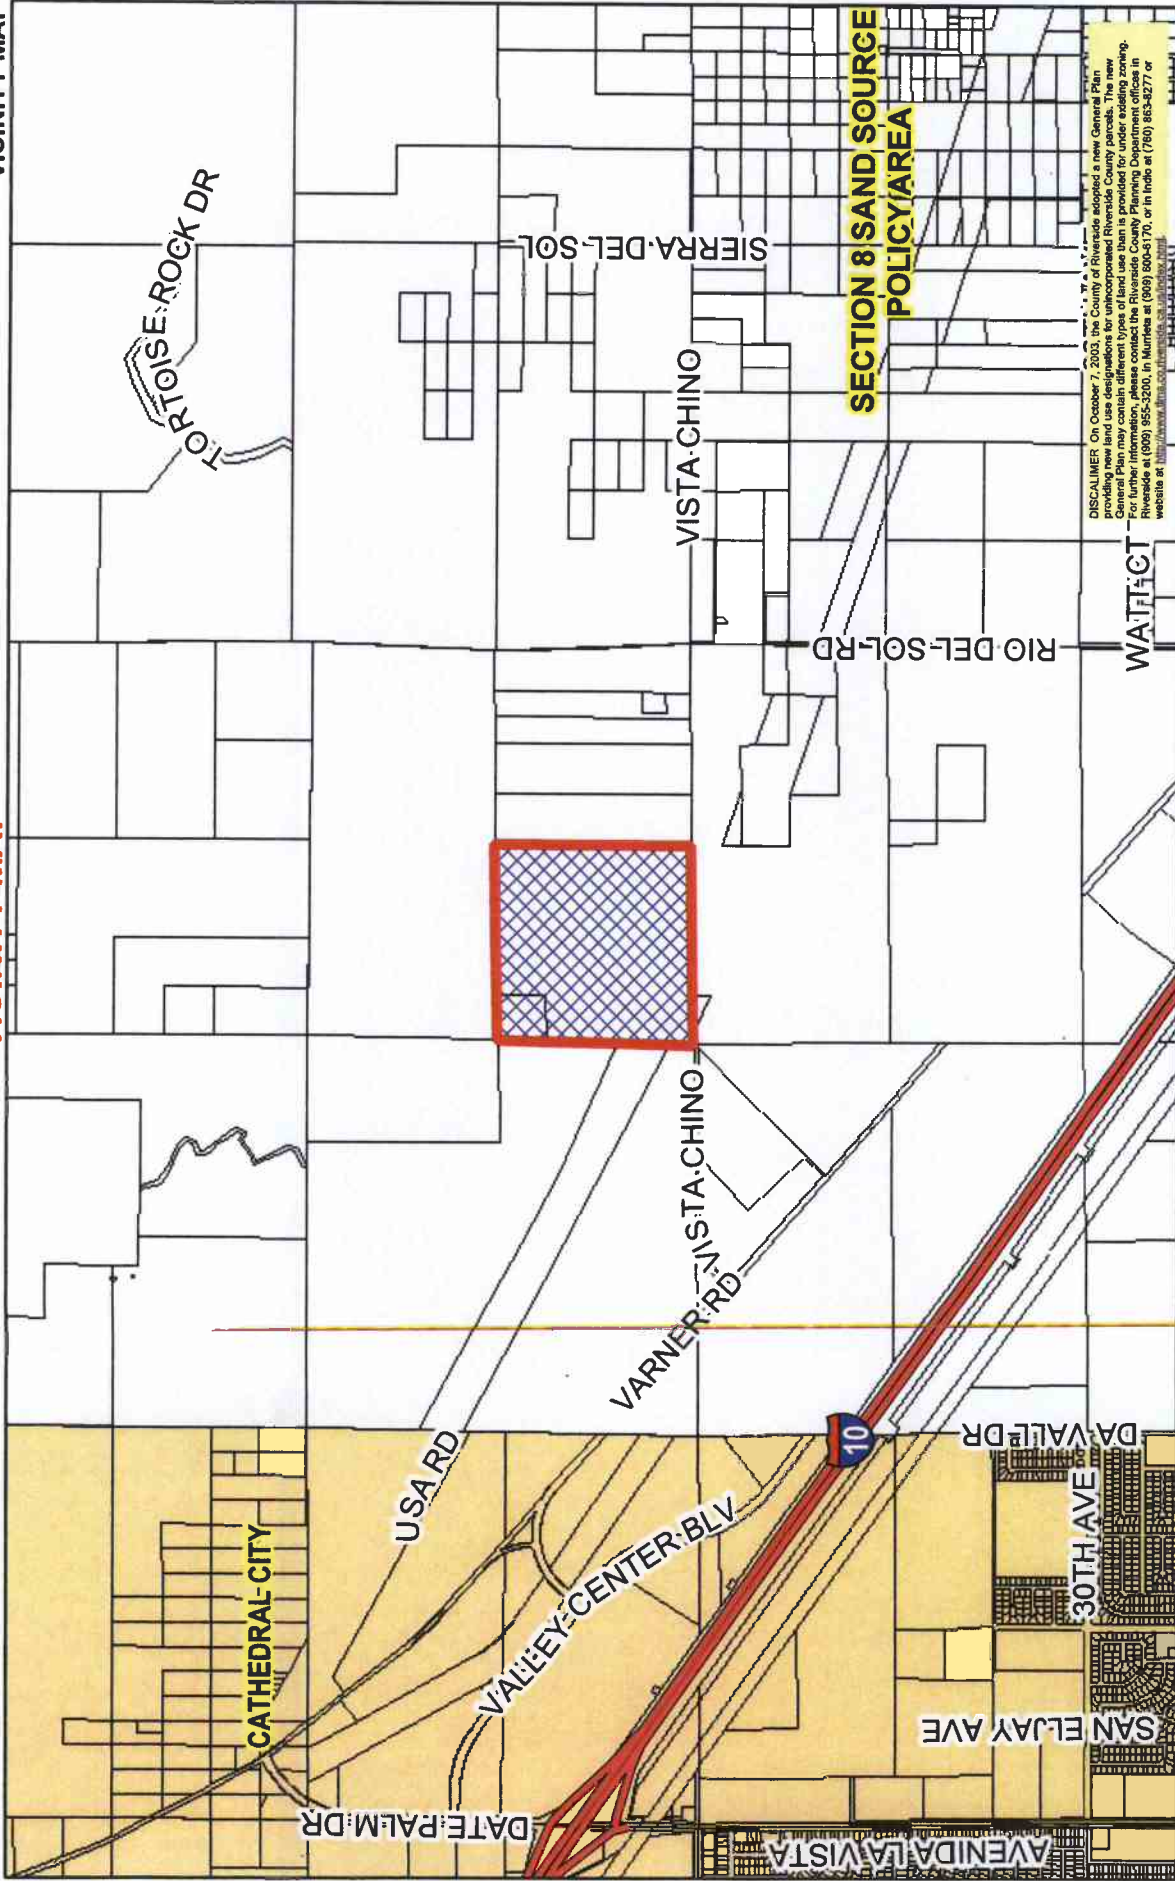 TORTOISE ROCK DR
SIERRA DEL SOL
SECTION 8 SAND SOURCE
POLICY AREA
VISTA CHINO
RIO DEL SOL RD
WATT CT
VISTA CHINO
VARNER RD
USA RD
CATHEDRAL CITY
VALLEY CENTER BLV
10
DA VALL DR
30TH AVE
SAN ELJAY AVE
DATE PALM DR
AVENIDA LA VISTA
DISCALIMER On October 7, 2003, the County of Riverside adopted a new General Plan
providing new land use designations for unincorporated Riverside County parcels. The new
General Plan may contain different types of land use than is provided for under existing zoning.
For further information, please contact the Riverside County Planning Department offices in
Riverside at (909) 955-3200, in Murrieta at (909) 600-6170, or in Indio at (760) 863-8277 or
website at